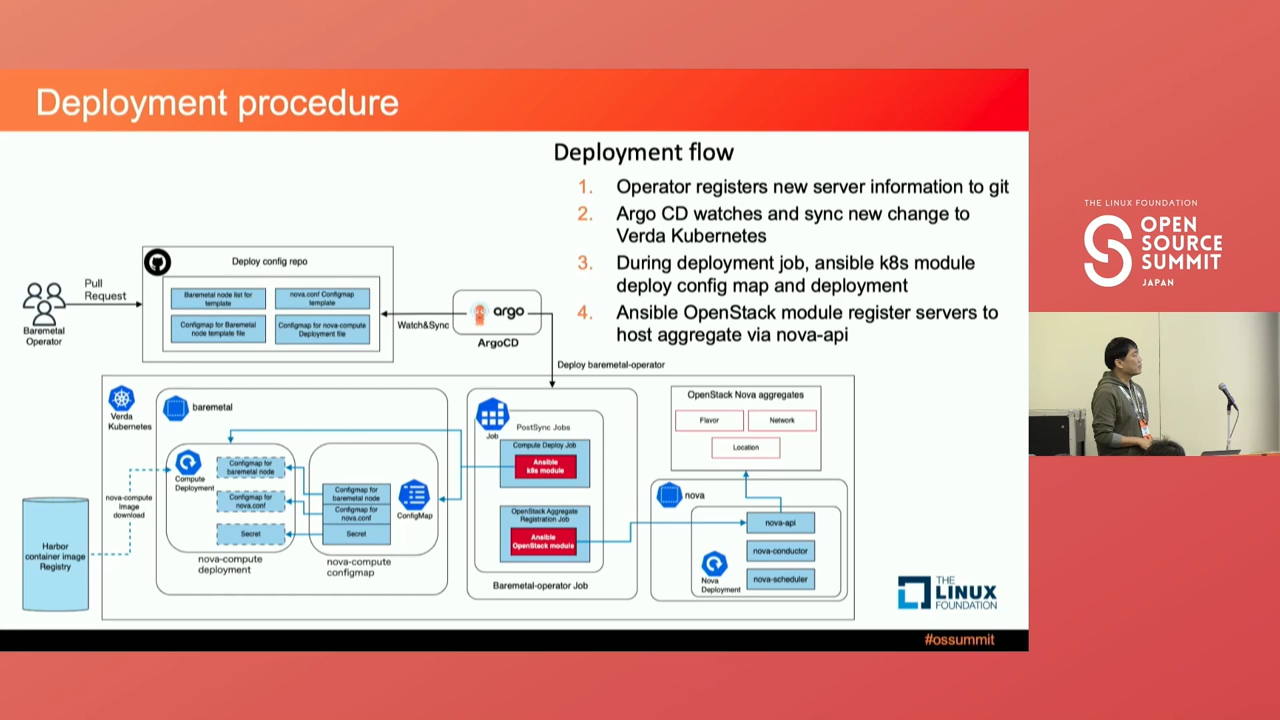 Deployment procedure
Deployment flow
1. Operator registers new server information to git
2. Argo CD watches and sync new change to
Verda Kubernetes
3. During deployment job, ansible k8s module
deploy config map and deployment
4. Ansible OpenStack module register servers to
host aggregate via nova-api
Baremetal
Operator
Pull
Request
Deploy config repo
Baremetal node list for
template
nova.conf Configmap
template
Configmap for Baremetal
node template file
Configmap for nova-compute
Deployment file
Watch&Sync
argo
ArgoCD
Deploy baremetal-operator
Verda
Kubernetes
baremetal
Compute
Deployment
Configmap for
baremetal node
Configmap for
nova.conf
Secret
nova-compute
deployment
Configmap for
baremetal node
Configmap for
nova.conf
Secret
ConfigMap
nova-compute
configmap
nova-compute
image
download
Harbor
container image
Registry
Job
PostSync Jobs
Compute Deploy Job
Ansible
k8s module
OpenStack Aggregate
Registration Job
Ansible
OpenStack module
Baremetal-operator Job
OpenStack Nova aggregates
Flavor
Network
Location
nova
nova-api
nova-conductor
nova-scheduler
Nova
Deployment
THE
LINUX
FOUNDATION
#ossummit
THE LINUX FOUNDATION
OPEN
SOURCE
SUMMIT
JAPAN